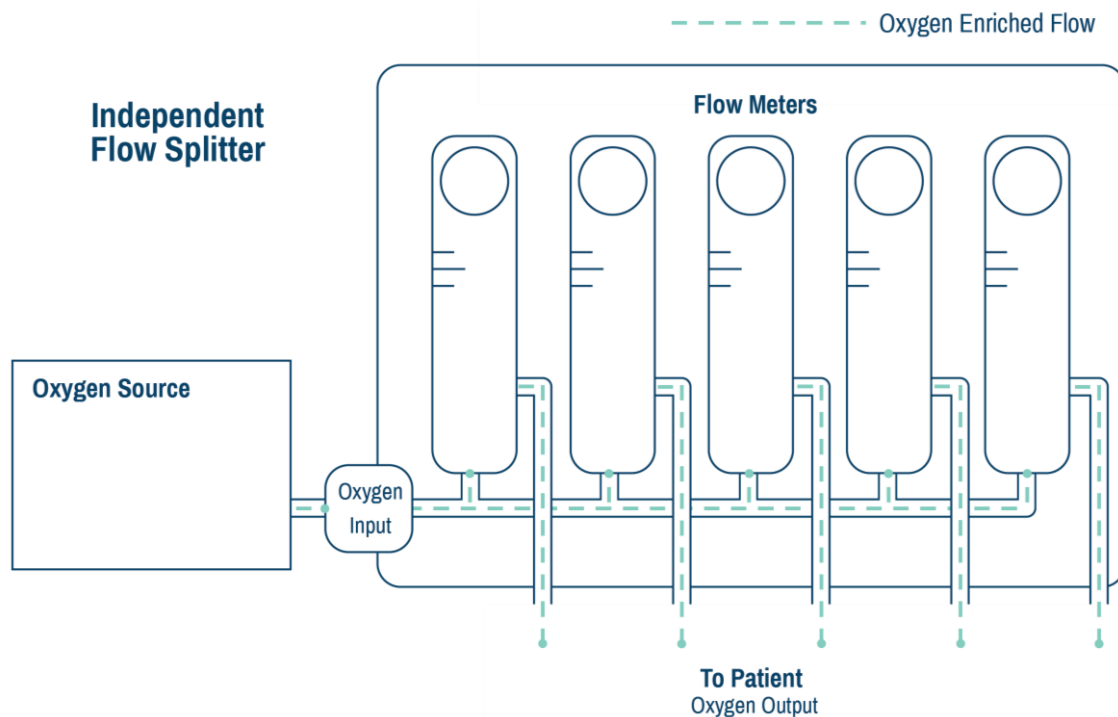 Oxygen Enriched Flow
Independent
Flow Splitter
Flow Meters
Oxygen Source
Oxygen
Input
To Patient
Oxygen Output